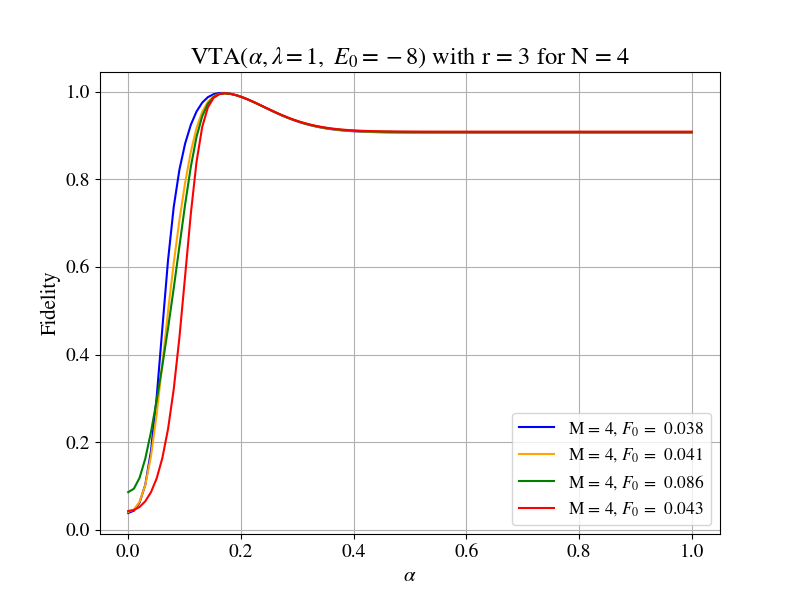 VTA(α, λ = 1, E₀ = −8) with r = 3 for N = 4
Fidelity
1.0
0.8
0.6
0.4
0.2
0.0
M = 4, F₀ = 0.038
M = 4, F₀ = 0.041
M = 4, F₀ = 0.086
M = 4, F₀ = 0.043
0.0 0.2 0.4 0.6 0.8 1.0
α